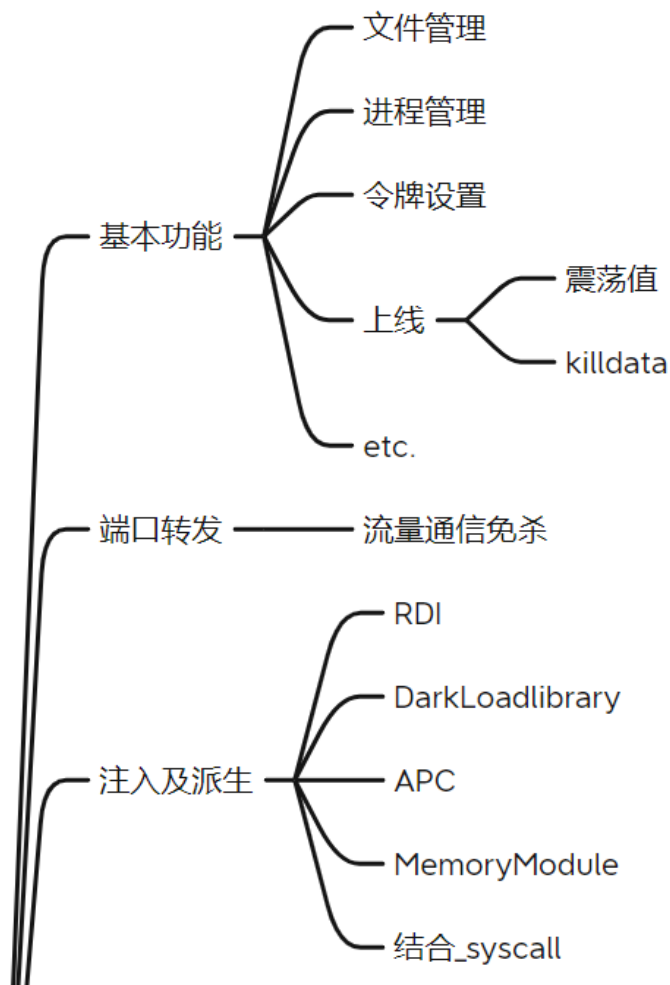 基本功能
文件管理
进程管理
令牌设置
上线
震荡值
killdata
etc.
端口转发
流量通信免杀
注入及派生
RDI
DarkLoadlibrary
APC
MemoryModule
结合_syscall